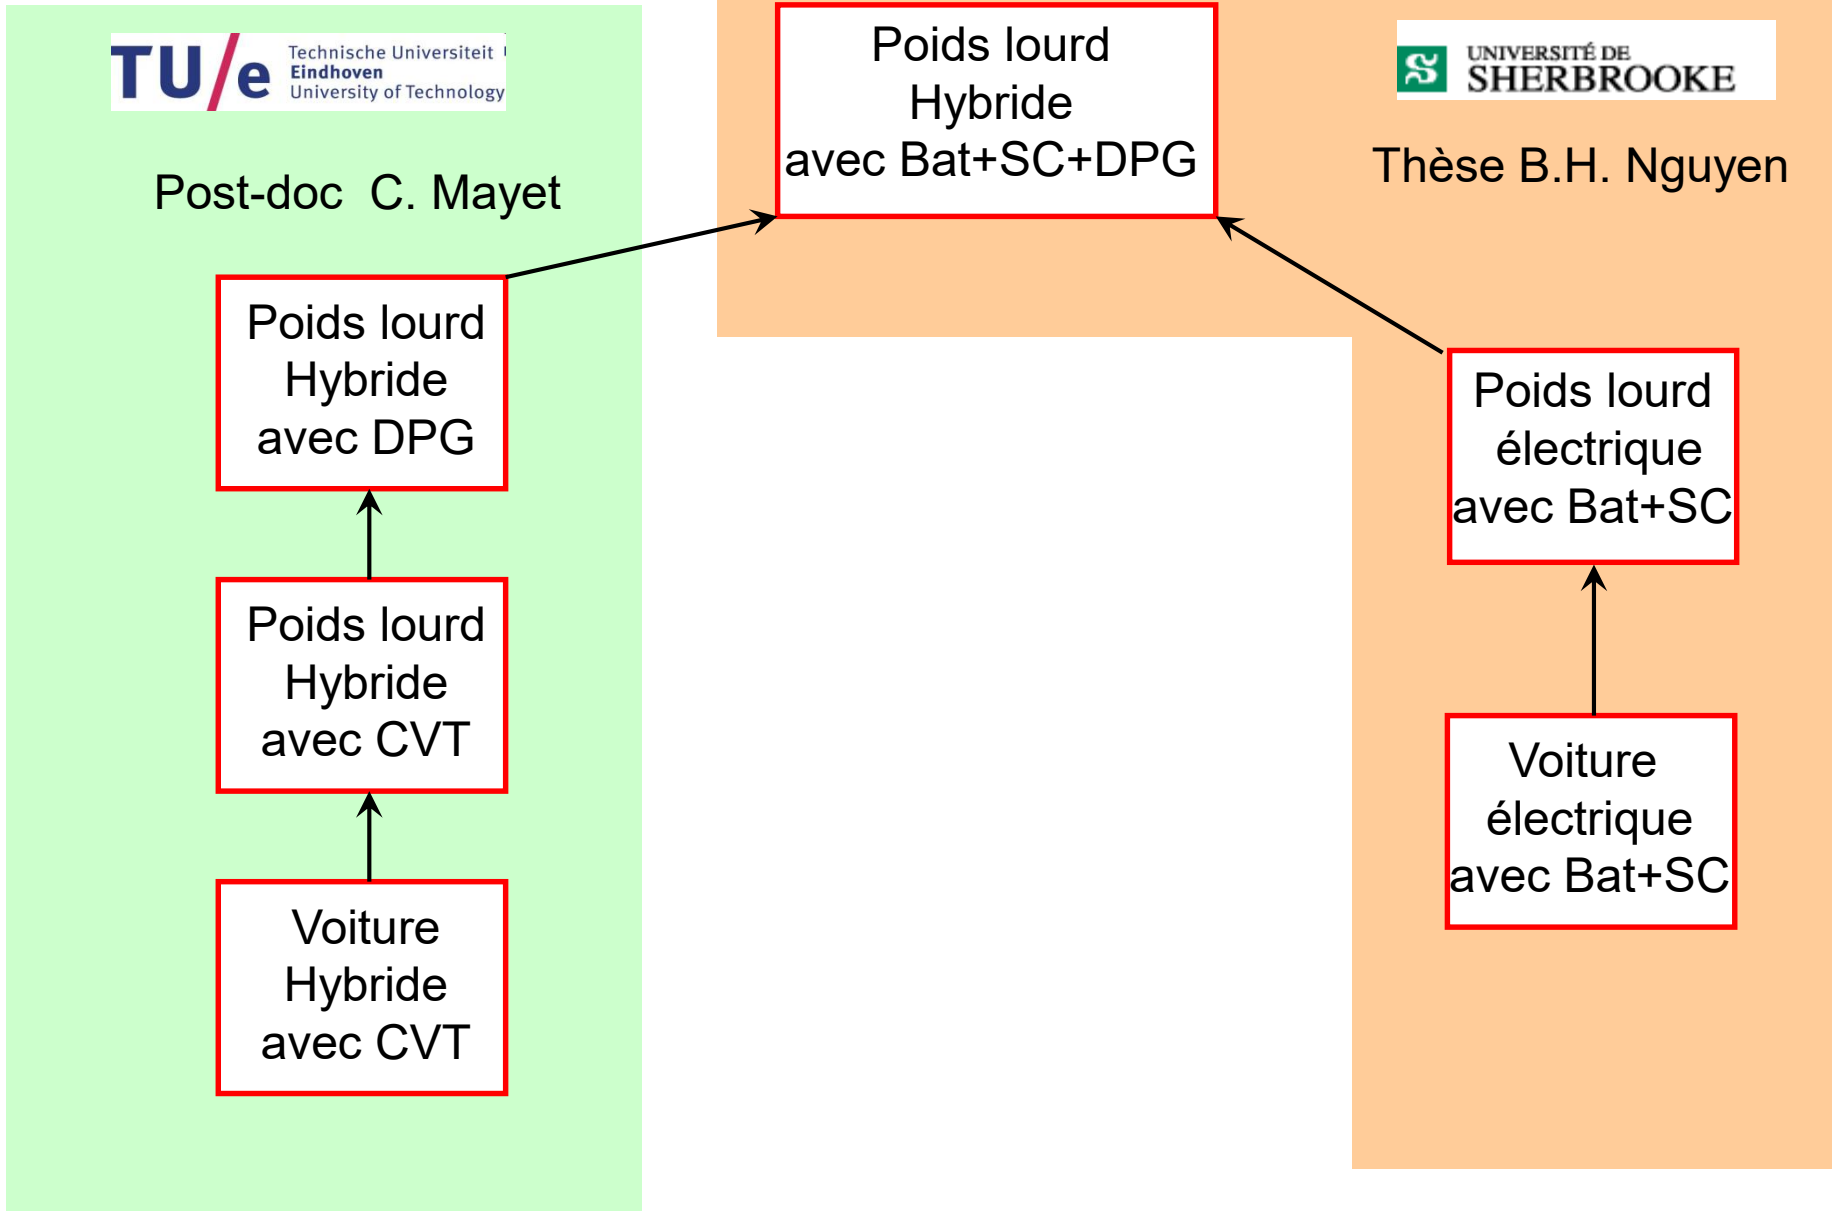 TU/e
Technische Universiteit
Eindhoven
University of Technology
Post-doc C. Mayet
Poids lourd
Hybride
avec DPG
Poids lourd
Hybride
avec CVT
Voiture
Hybride
avec CVT
Poids lourd
Hybride
avec Bat+SC+DPG
UNIVERSITÉ DE
SHERBROOKE
Thèse B.H. Nguyen
Poids lourd
électrique
avec Bat+SC
Voiture
électrique
avec Bat+SC